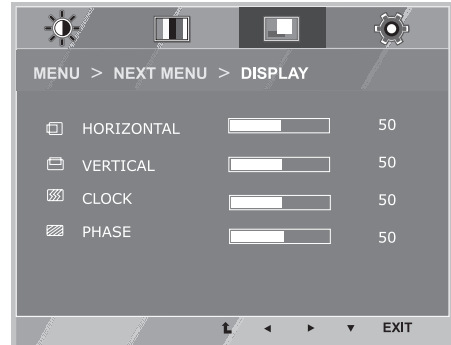 MENU > NEXT MENU > DISPLAY
HORIZONTAL 50
VERTICAL 50
CLOCK 50
PHASE 50
EXIT